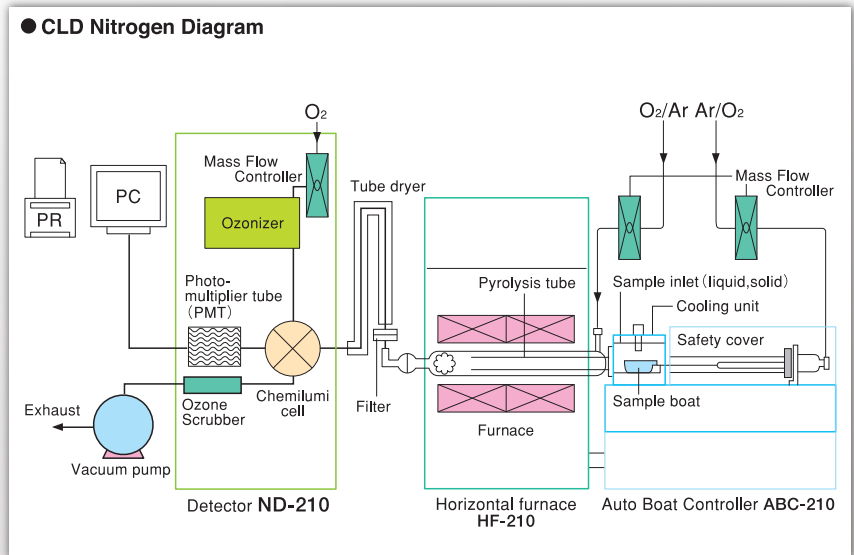 ● CLD Nitrogen Diagram
O₂
O₂/Ar Ar/O₂
Mass Flow
Controller
Tube dryer
Mass Flow
Controller
PR
PC
Ozonizer
Photo-
multiplier tube
(PMT)
Pyrolysis tube
Sample inlet (liquid,solid)
Cooling unit
Safety cover
Exhaust
Vacuum pump
Ozone
Scrubber
Chemilumi
cell
Filter
Furnace
Sample boat
Detector ND-210
Horizontal furnace
HF-210
Auto Boat Controller ABC-210